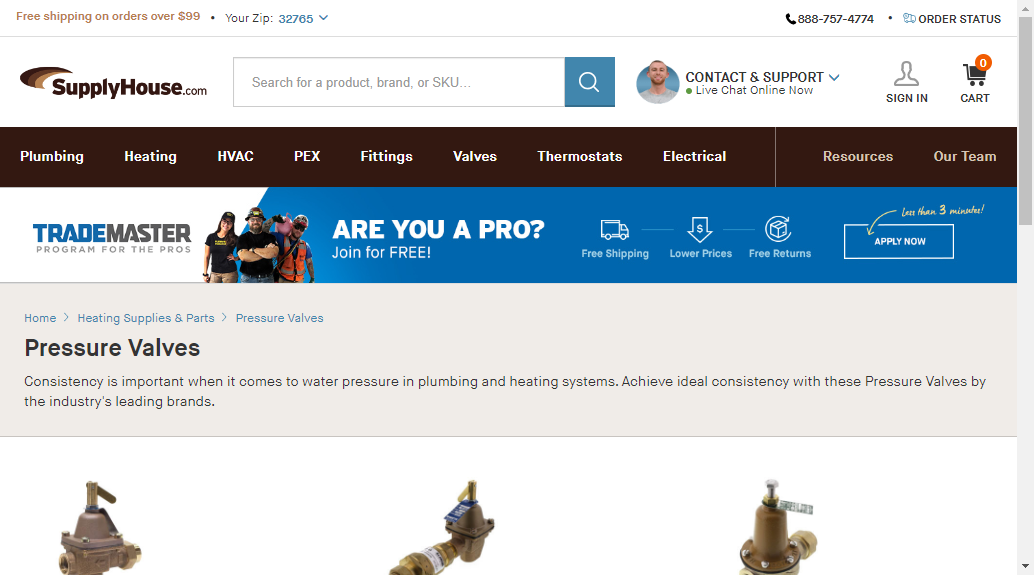 Free shipping on orders over $99 • Your Zip: 32765
888-757-4774 • ORDER STATUS
SupplyHouse.com
Search for a product, brand, or SKU...
CONTACT & SUPPORT
Live Chat Online Now
SIGN IN
0
CART
Plumbing Heating HVAC PEX Fittings Valves Thermostats Electrical Resources Our Team
TRADEMASTER
PROGRAM FOR THE PROS
ARE YOU A PRO?
Join for FREE!
$
Free Shipping Lower Prices Free Returns
less than 3 minutes!
APPLY NOW
Home > Heating Supplies & Parts > Pressure Valves
Pressure Valves
Consistency is important when it comes to water pressure in plumbing and heating systems. Achieve ideal consistency with these Pressure Valves by
the industry's leading brands.